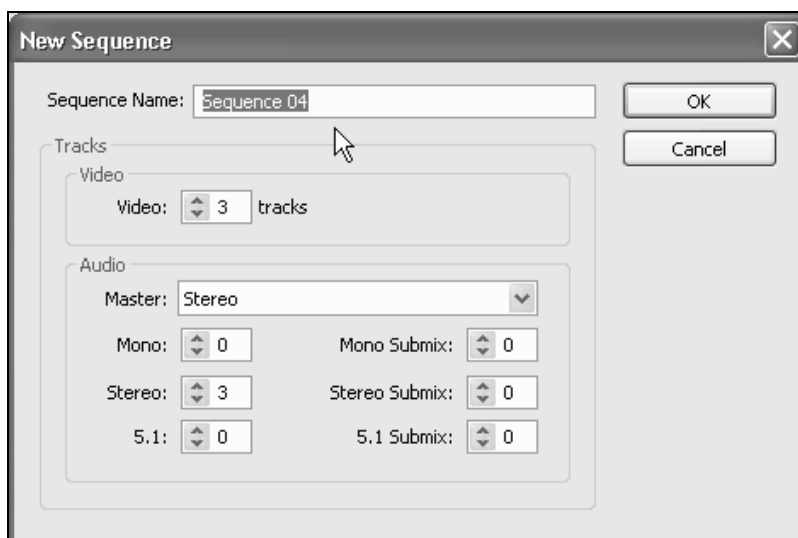 New Sequence
Sequence Name: Sequence 04
OK
Cancel
Tracks
Video
Video: 3 tracks
Audio
Master: Stereo
Mono: 0 Mono Submix: 0
Stereo: 3 Stereo Submix: 0
5.1: 0 5.1 Submix: 0